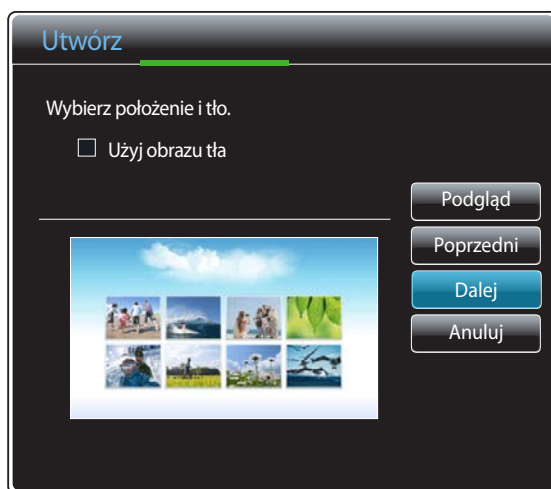 Utwórz
Wybierz położenie i tło.
Użyj obrazu tła
Podgląd
Poprzedni
Dalej
Anuluj